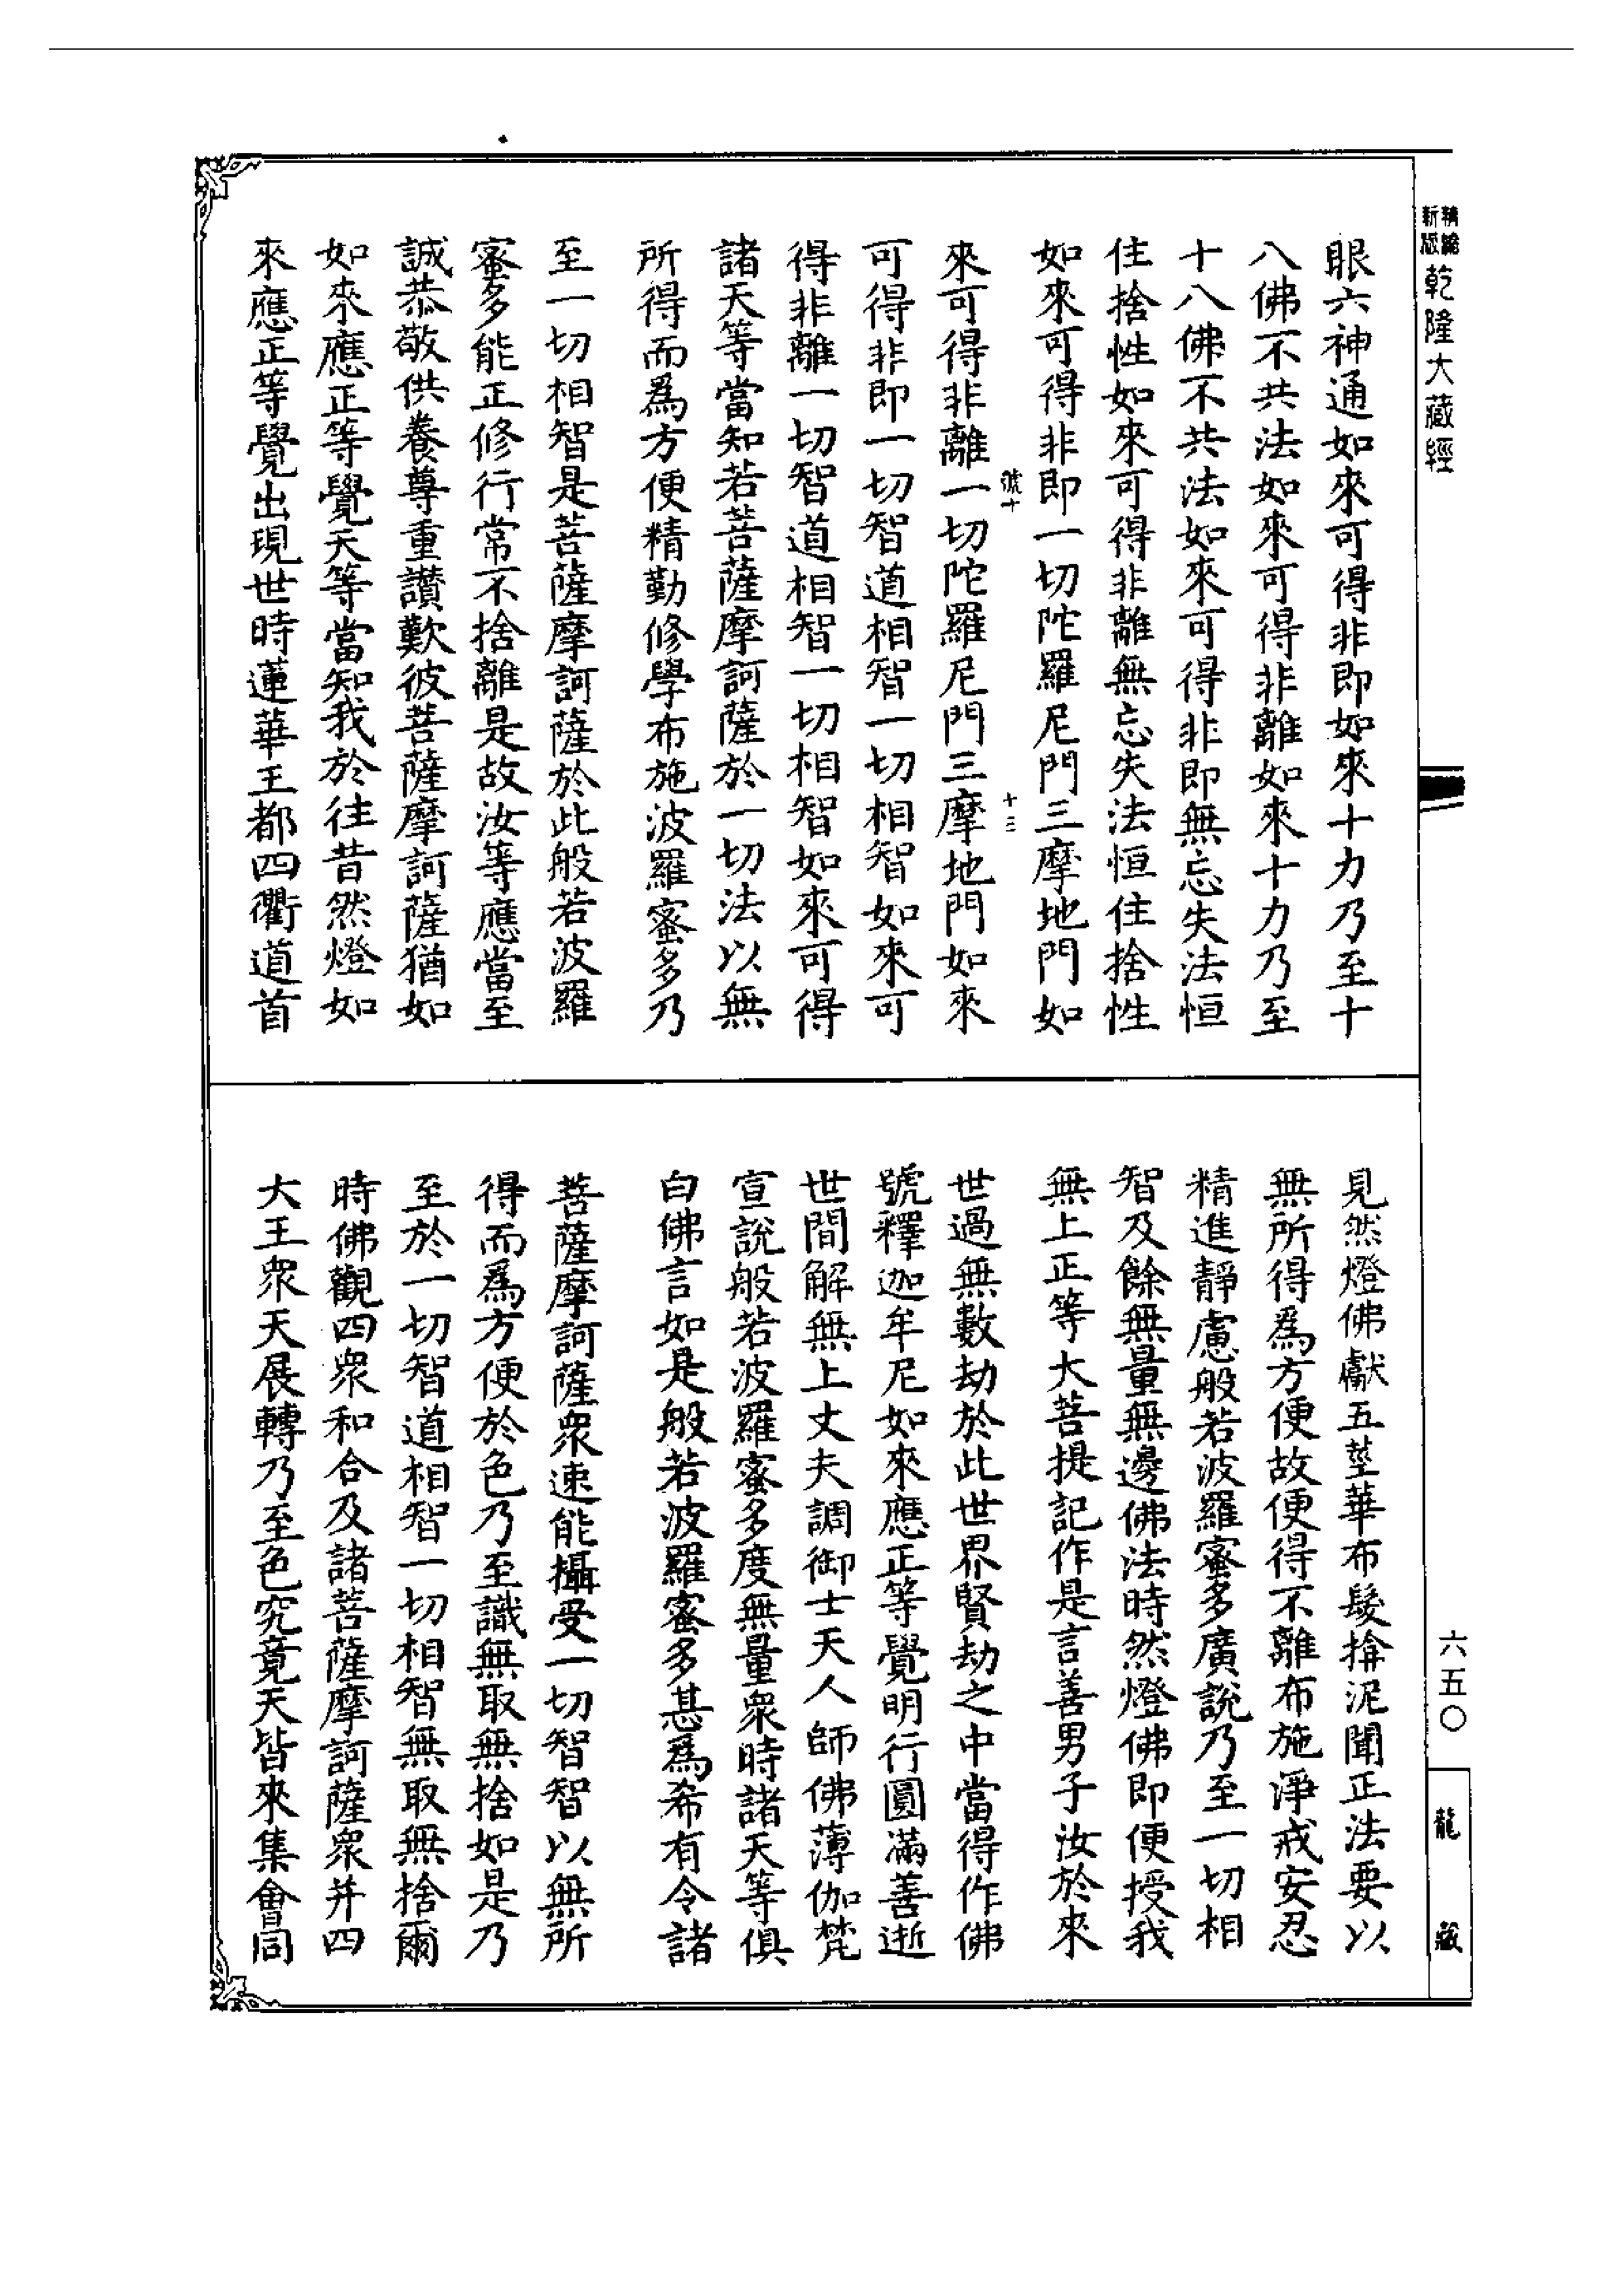 精繪
新版
乾隆大藏經
眼六神通如來可得非即如來十力乃至十
八佛不共法如來可得非離如來十力乃至
十八佛不共法如來可得非即無忘失法恒
住捨性如來可得非離無忘失法恒住捨性
如來可得非即一切陀羅尼門三摩地門如
號十
十三
來可得非離一切陀羅尼門三摩地門如來
可得非即一切智道相智一切相智如來可
得非離一切智道相智一切相智如來可得
諸天等當知若菩薩摩訶薩於一切法以無
所得而為方便精勤修學布施波羅蜜多乃
至一切相智是菩薩摩訶薩於此般若波羅
蜜多能正修行常不捨離是故汝等應當至
誠恭敬供養尊重讚歎彼菩薩摩訶薩猶如
如來應正等覺天等當知我於往昔然燈如
來應正等覺出現世時蓮華王都四衢道首
見然燈佛獻五莖華布髮揜泥聞正法要以
無所得為方便故便得不離布施淨戒安忍
精進靜慮般若波羅蜜多廣說乃至一切相
智及餘無量無邊佛法時然燈佛即便授我
無上正等大菩提記作是言善男子汝於來
世過無數劫於此世界賢劫之中當得作佛
號釋迦牟尼如來應正等覺明行圓滿善逝
世間解無上丈夫調御士天人師佛薄伽梵
宣說般若波羅蜜多度無量眾時諸天等俱
白佛言如是般若波羅蜜多甚為希有令諸
菩薩摩訶薩眾速能攝受一切智智以無所
得而為方便於色乃至識無取無捨如是乃
至於一切智道相智一切相智無取無捨爾
時佛觀四眾和合及諸菩薩摩訶薩眾并四
大王眾天展轉乃至色究竟天皆來集會同
六五〇
龍藏